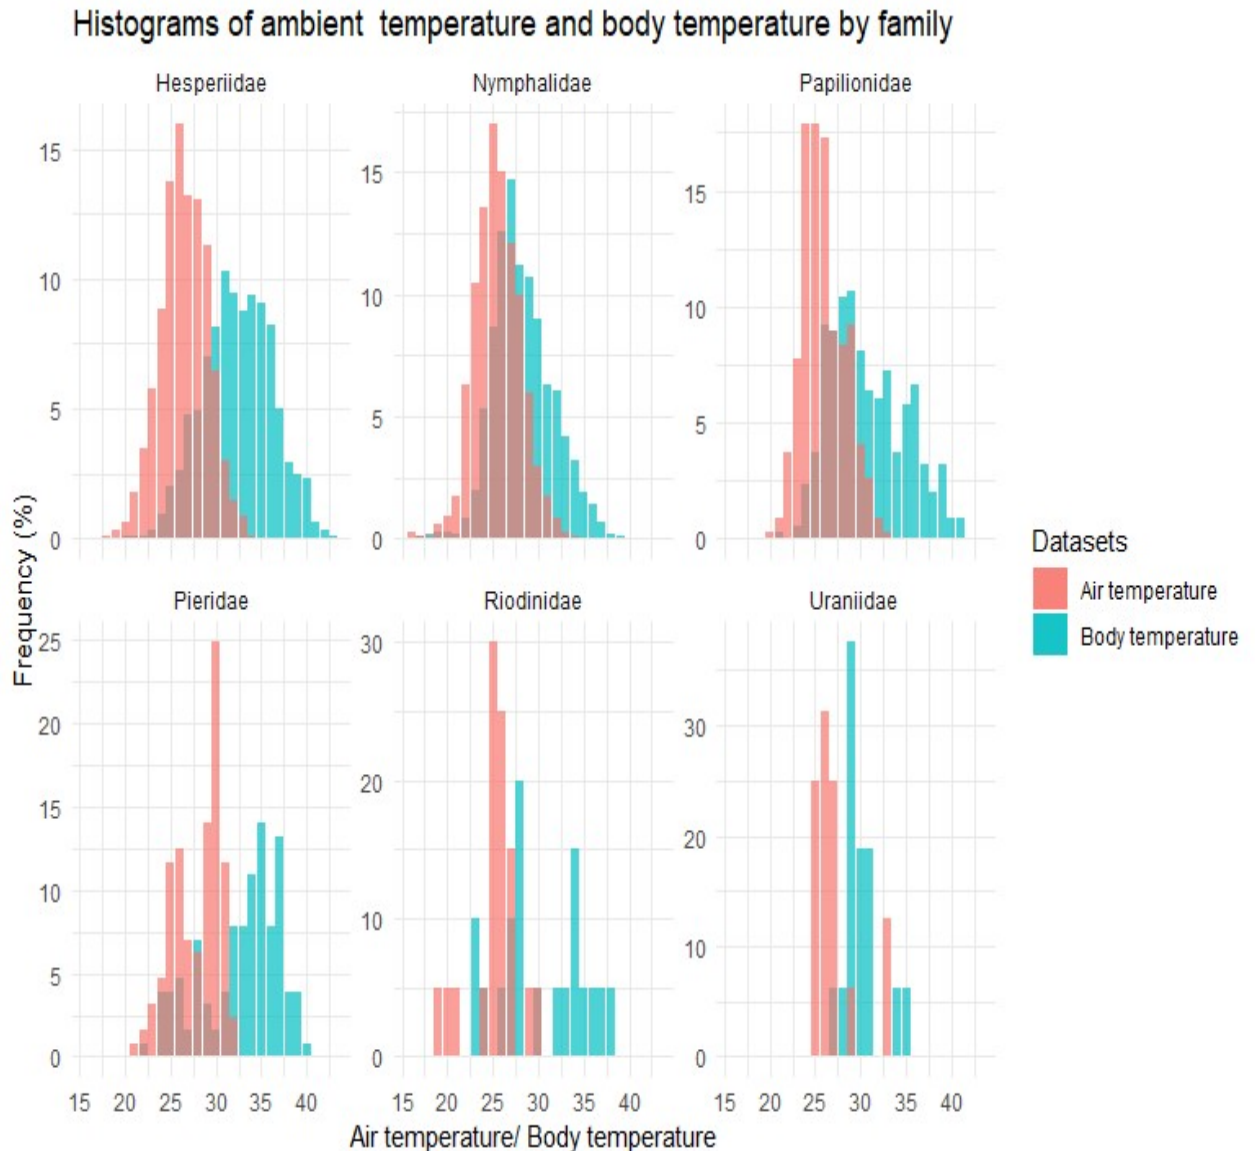 Histograms of ambient  temperature and body temperature by family
Hesperiidae
Nymphalidae
Papilionidae
15
10
5
0
15
10
5
0
15
10
5
0
Frequency (%)
Pieridae
Riodinidae
Uraniidae
25
20
15
10
5
0
30
20
10
0
30
20
10
0
15 20 25 30 35 40
15 20 25 30 35 40
15 20 25 30 35 40
Air temperature/ Body temperature
Datasets
Air temperature
Body temperature